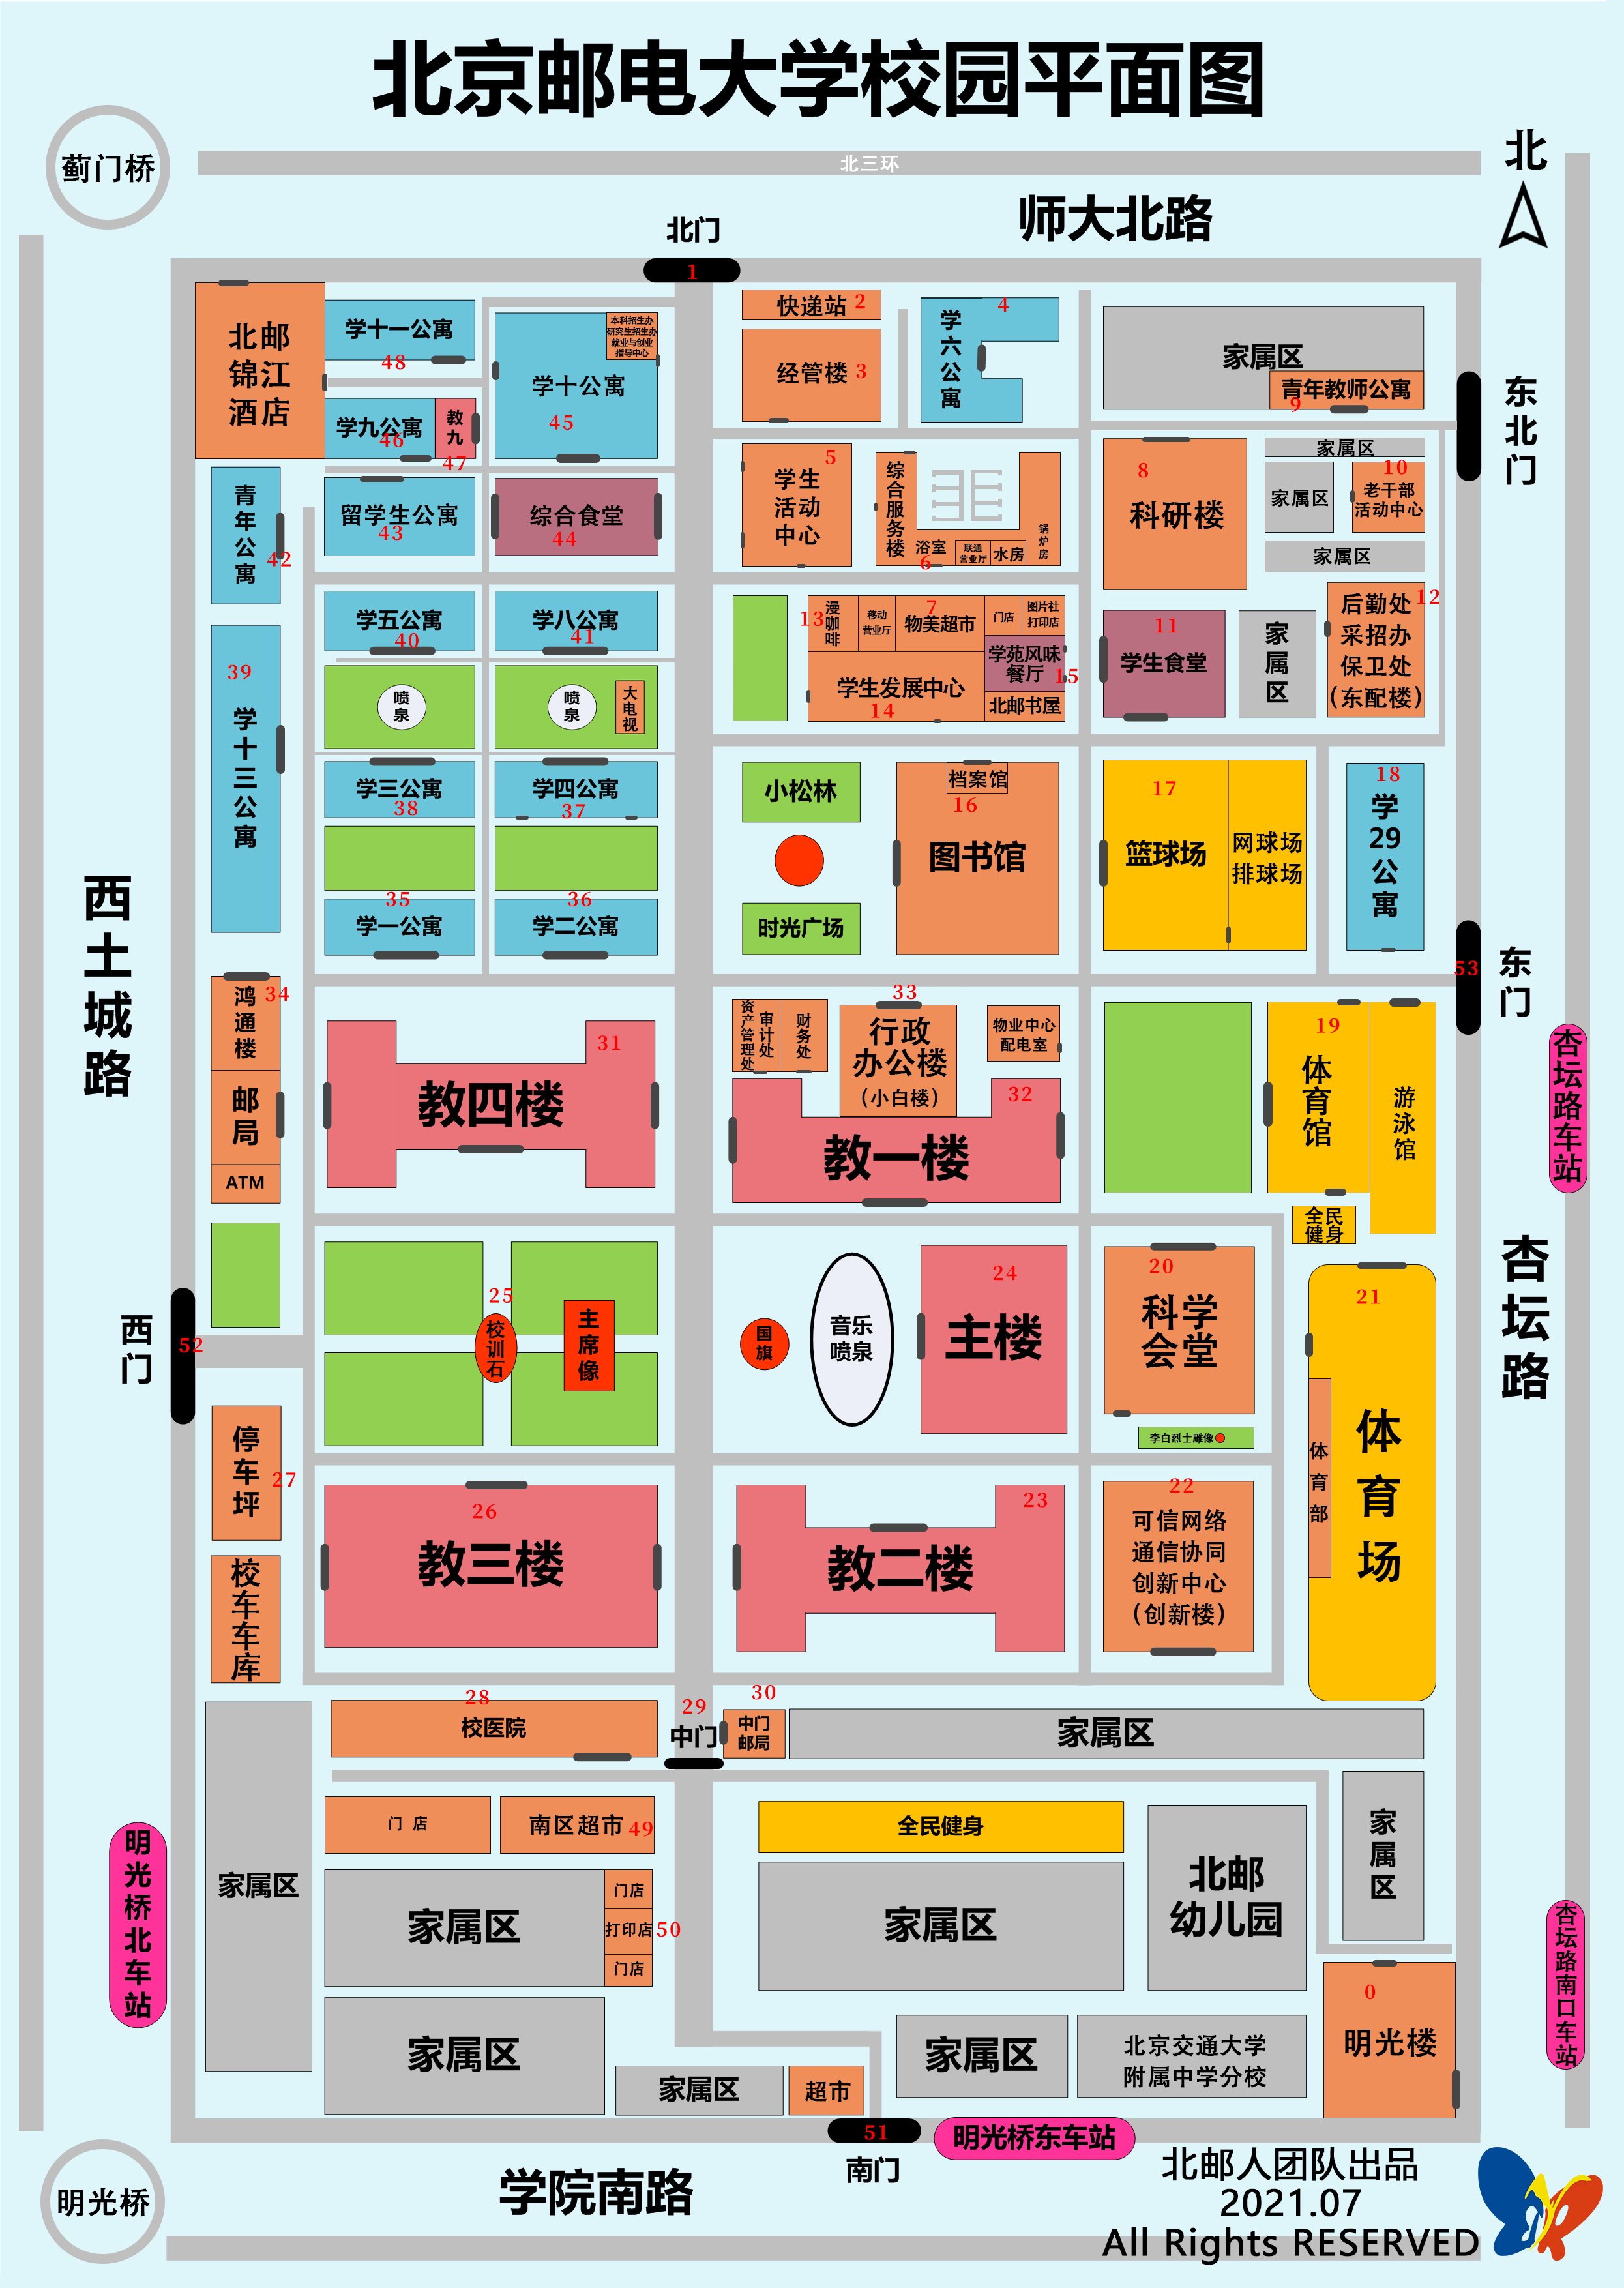 北京邮电大学校园平面图
蓟门桥
北三环
北
师大北路
北门
1
北邮
锦江
酒店
学十一公寓
48
本科招生办
研究生招生办
就业与创业
指导中心
学十公寓
45
学九公寓
46
教九
47
快递站 2
经管楼 3
学六公寓
4
家属区
青年教师公寓
9
东北门
青年公寓
42
留学生公寓
43
综合食堂
44
学生
活动
中心
5
综合服务楼
浴室
6
联通
营业厅
水房
锅炉房
科研楼
8
家属区
家属区
老干部
活动中心
10
家属区
学五公寓
40
学八公寓
41
漫咖啡
13
移动
营业厅
物美超市
7
门店
图片社
打印店
学苑风味
餐厅
15
学生发展中心
14
北邮书屋
学生食堂
11
家属区
后勤处
采招办
保卫处
(东配楼)
12
39
学十三公寓
喷泉
喷泉
大电视
学三公寓
38
学四公寓
37
小松林
时光广场
档案馆
16
图书馆
17
篮球场
网球场
排球场
18
学29公寓
西土城路
35
学一公寓
36
学二公寓
53
东门
鸿通楼
34
邮局
ATM
31
教四楼
资产管理处
审计处
财务处
33
行政
办公楼
(小白楼)
物业中心
配电室
32
教一楼
19
体育馆
游泳馆
全民
健身
杏坛路车站
杏坛路
西门
52
25
校训石
主席像
国旗
音乐
喷泉
24
主楼
20
科学
会堂
李白烈士雕像
21
体育场
体育部
停车坪
27
校车车库
26
教三楼
23
教二楼
22
可信网络
通信协同
创新中心
(创新楼)
28
校医院
29
中门
30
中门
邮局
家属区
家属区
门 店
南区超市 49
全民健身
北邮
幼儿园
家属区
明光桥北车站
家属区
门店
打印店 50
门店
家属区
杏坛路南口车站
家属区
家属区
超市
家属区
北京交通大学
附属中学分校
0
明光楼
51
南门
明光桥东车站
明光桥
学院南路
北邮人团队出品
2021.07
All Rights RESERVED